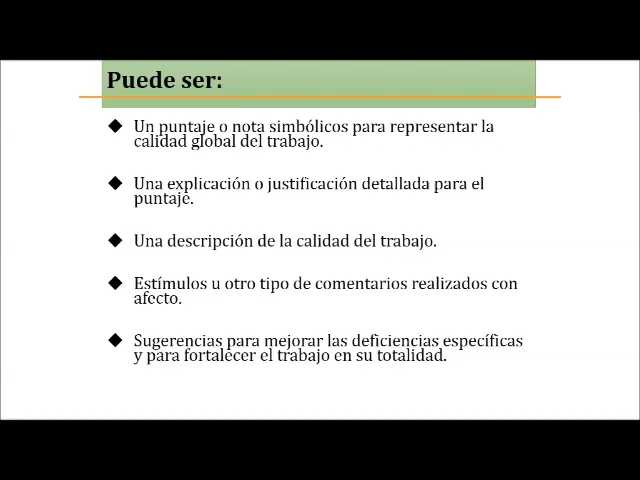 Puede ser:
Un puntaje o nota simbólicos para representar la
calidad global del trabajo.
Una explicación o justificación detallada para el
puntaje.
Una descripción de la calidad del trabajo.
Estímulos u otro tipo de comentarios realizados con
afecto.
Sugerencias para mejorar las deficiencias específicas
y para fortalecer el trabajo en su totalidad.